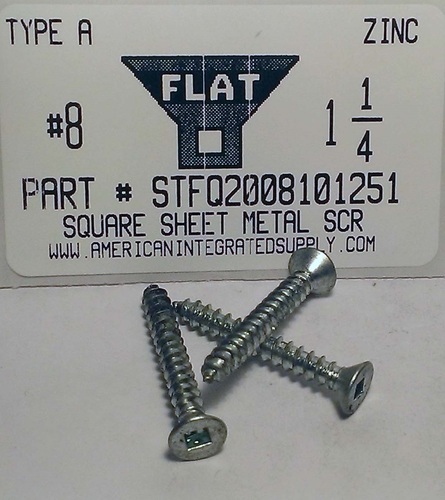 TYPE A
ZINC
FLAT
#8
1 1/4
PART # STFQ2008101251
SQUARE SHEET METAL SCR
WWW.AMERICANINTEGRATEDSUPPLY.COM